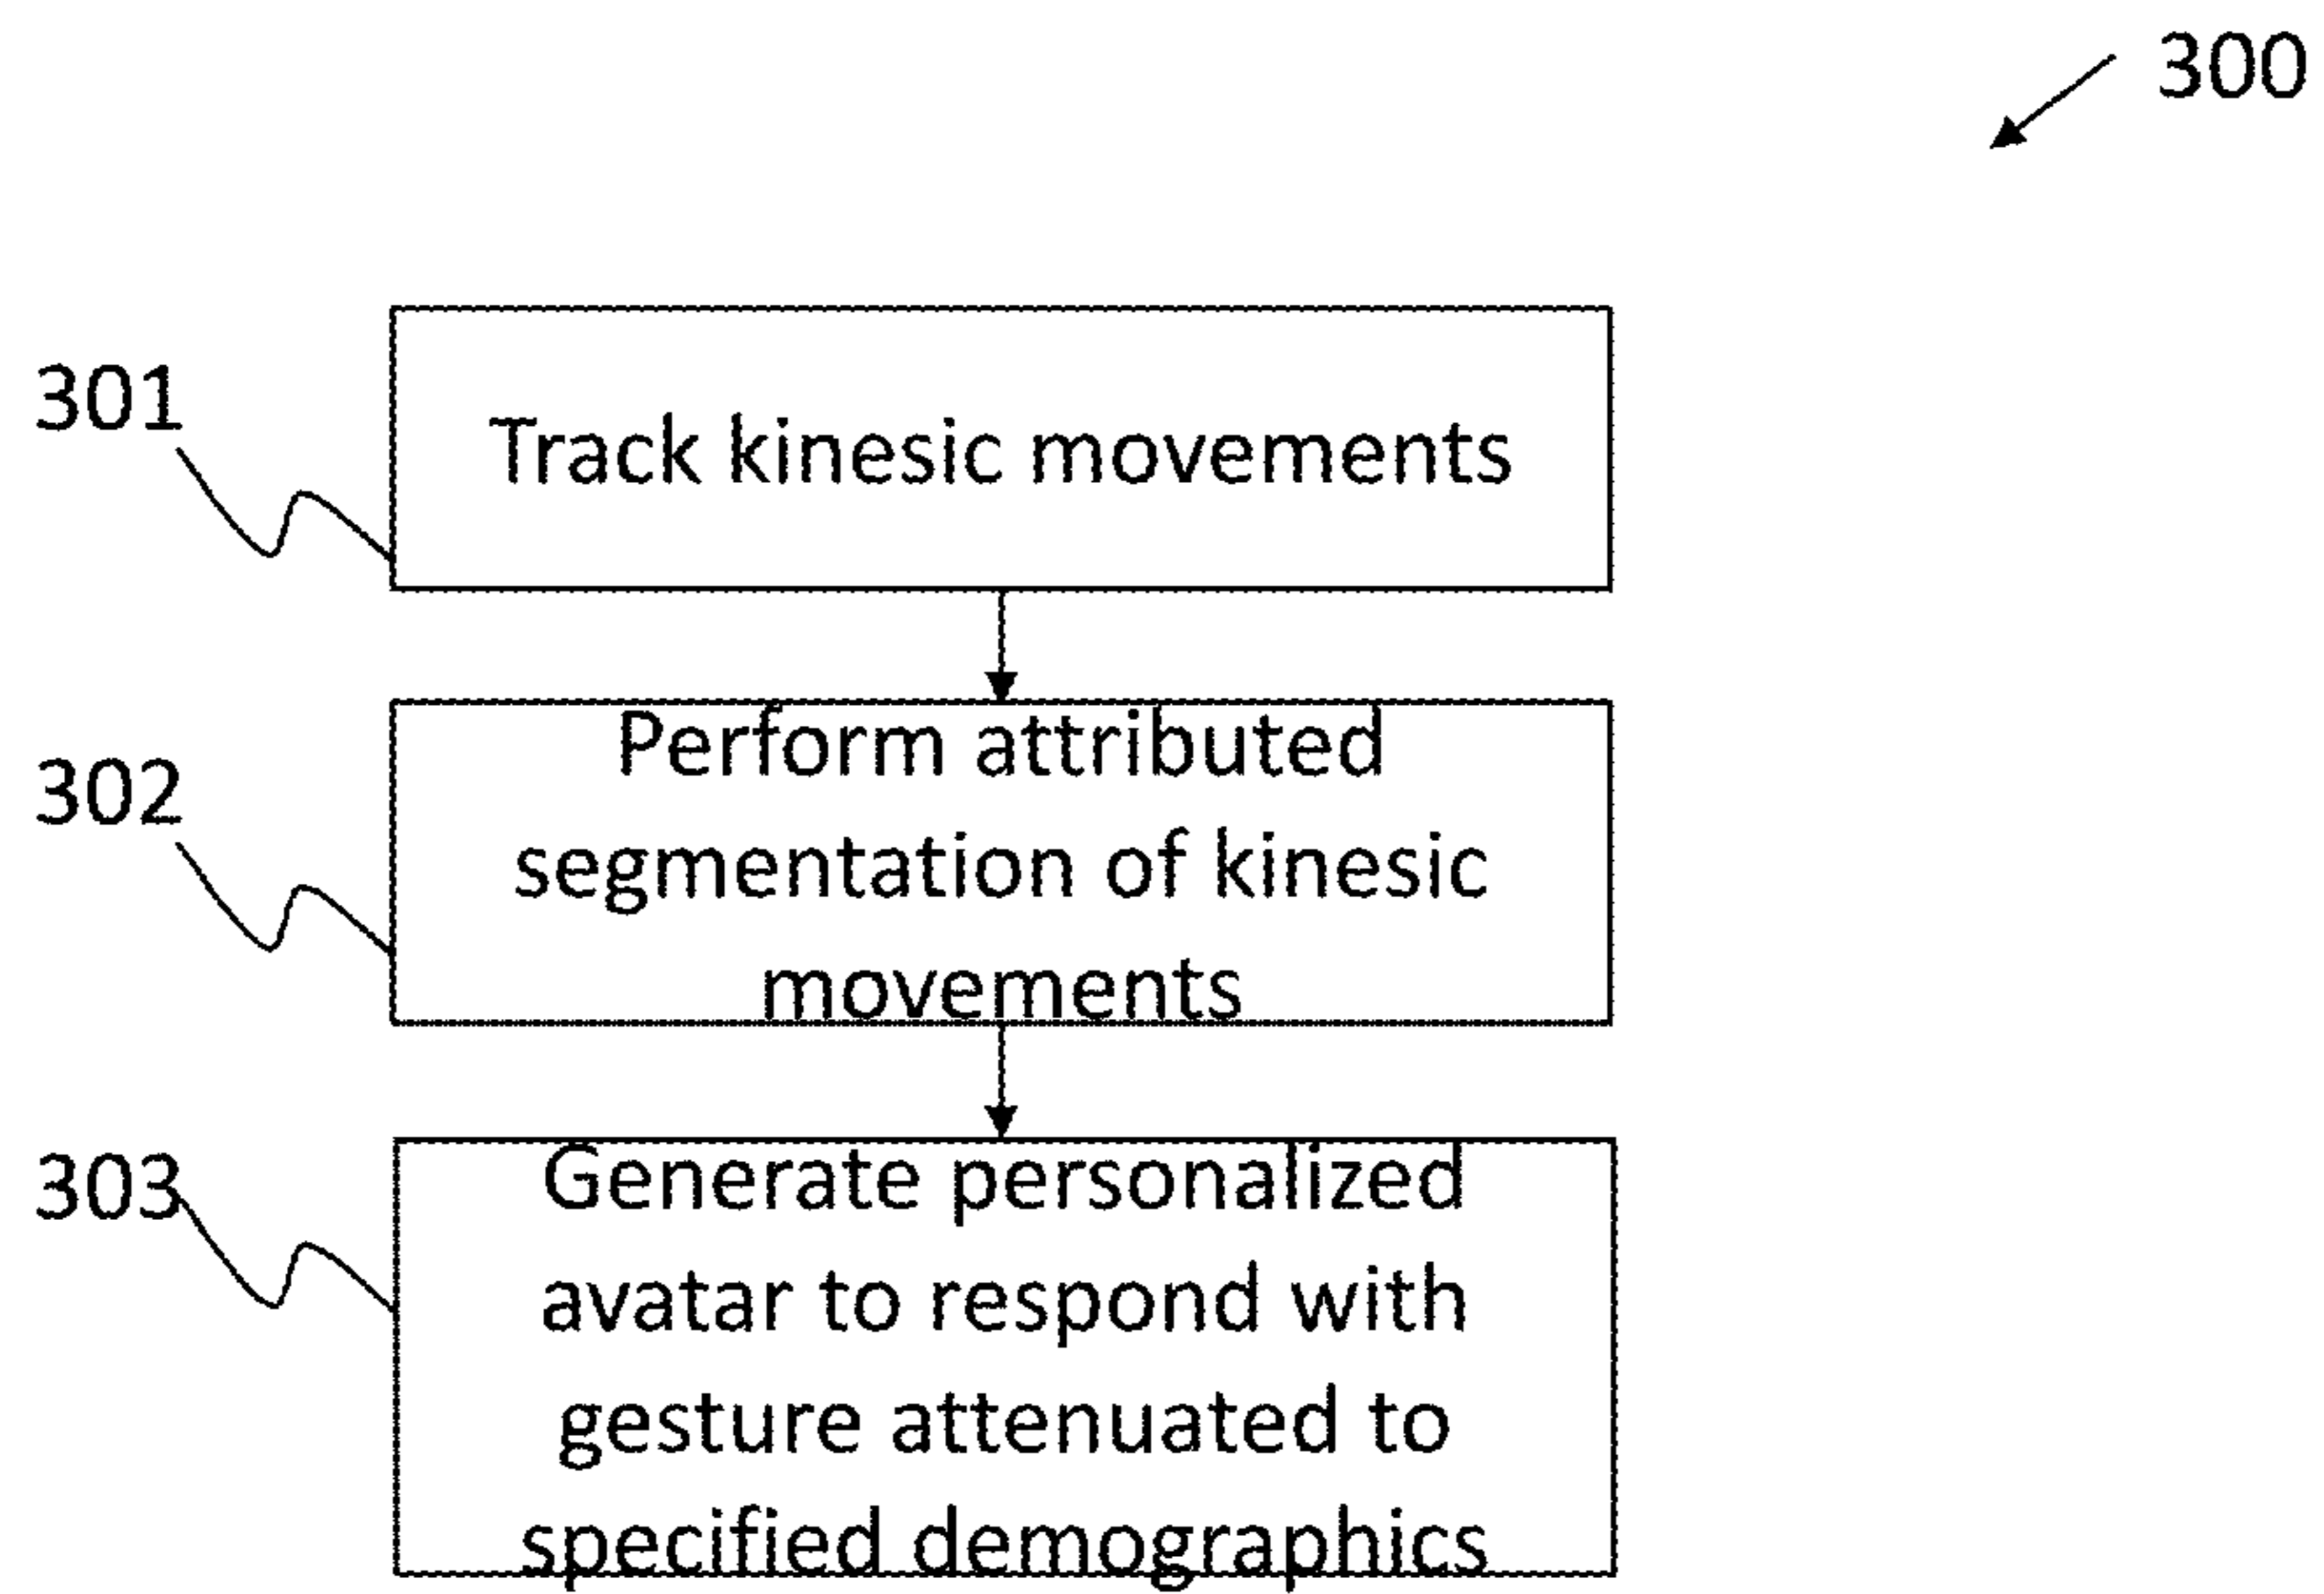 300
301
Track kinesic movements
302
Perform attributed
segmentation of kinesic
movements
303
Generate personalized
avatar to respond with
gesture attenuated to
specified demographics